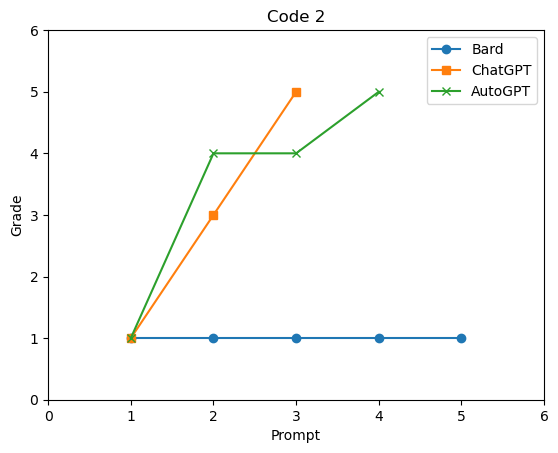 Code 2
Bard
ChatGPT
AutoGPT
Grade
6
5
4
3
2
1
0
0 1 2 3 4 5 6
Prompt